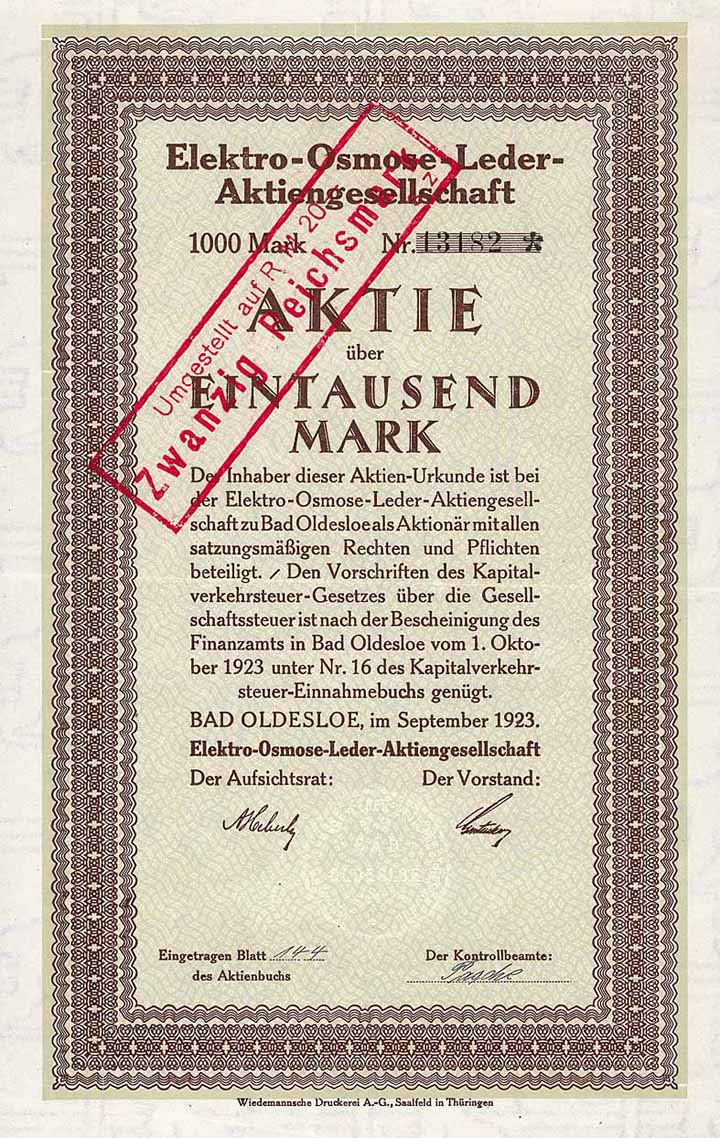 Elektro-Osmose-Leder-
Aktiengesellschaft
1000 Mark Nr. 13182
Umgestellt auf R M 20
Zwanzig Reichsmark
AKTIE
über
EINTAUSEND
MARK
Der Inhaber dieser Aktien-Urkunde ist bei
der Elektro-Osmose-Leder-Aktiengesell-
schaft zu Bad Oldesloe als Aktionär mit allen
satzungsmäßigen Rechten und Pflichten
beteiligt. / Den Vorschriften des Kapital-
verkehrsteuer-Gesetzes über die Gesell-
schaftssteuer ist nach der Bescheinigung des
Finanzamts in Bad Oldesloe vom 1. Okto-
ber 1923 unter Nr. 16 des Kapitalverkehr-
steuer-Einnahmebuchs genügt.
BAD OLDESLOE, im September 1923.
Elektro-Osmose-Leder-Aktiengesellschaft
Der Aufsichtsrat: Der Vorstand:
BAD
OLDESLOE
Eingetragen Blatt 144 Der Kontrollbeamte:
des Aktienbuchs Paschke
Wiedemannsche Druckerei A.-G., Saalfeld in Thüringen